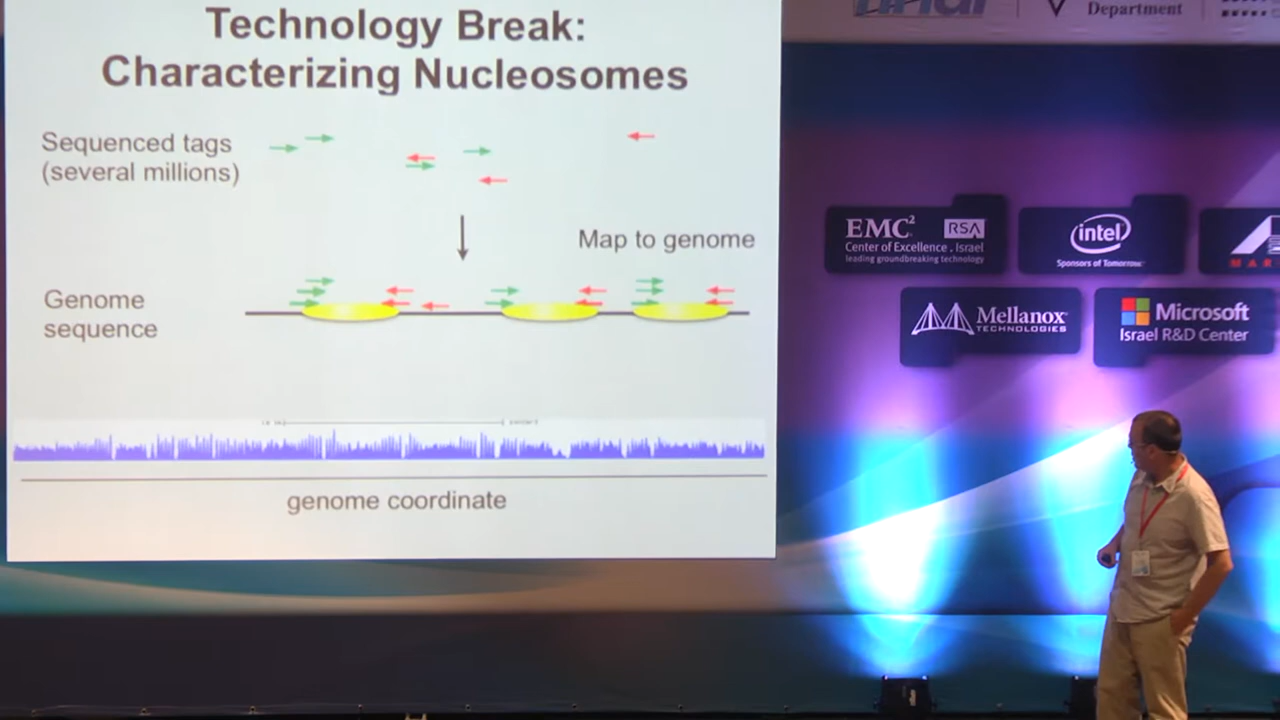 Technology Break:
Characterizing Nucleosomes
Sequenced tags
(several millions)
Map to genome
Genome
sequence
genome coordinate
Department
EMC²
RSA
Center of Excellence . Israel
leading groundbreaking technology
intel
Sponsors of Tomorrow
Mellanox
TECHNOLOGIES
Microsoft
Israel R&D Center